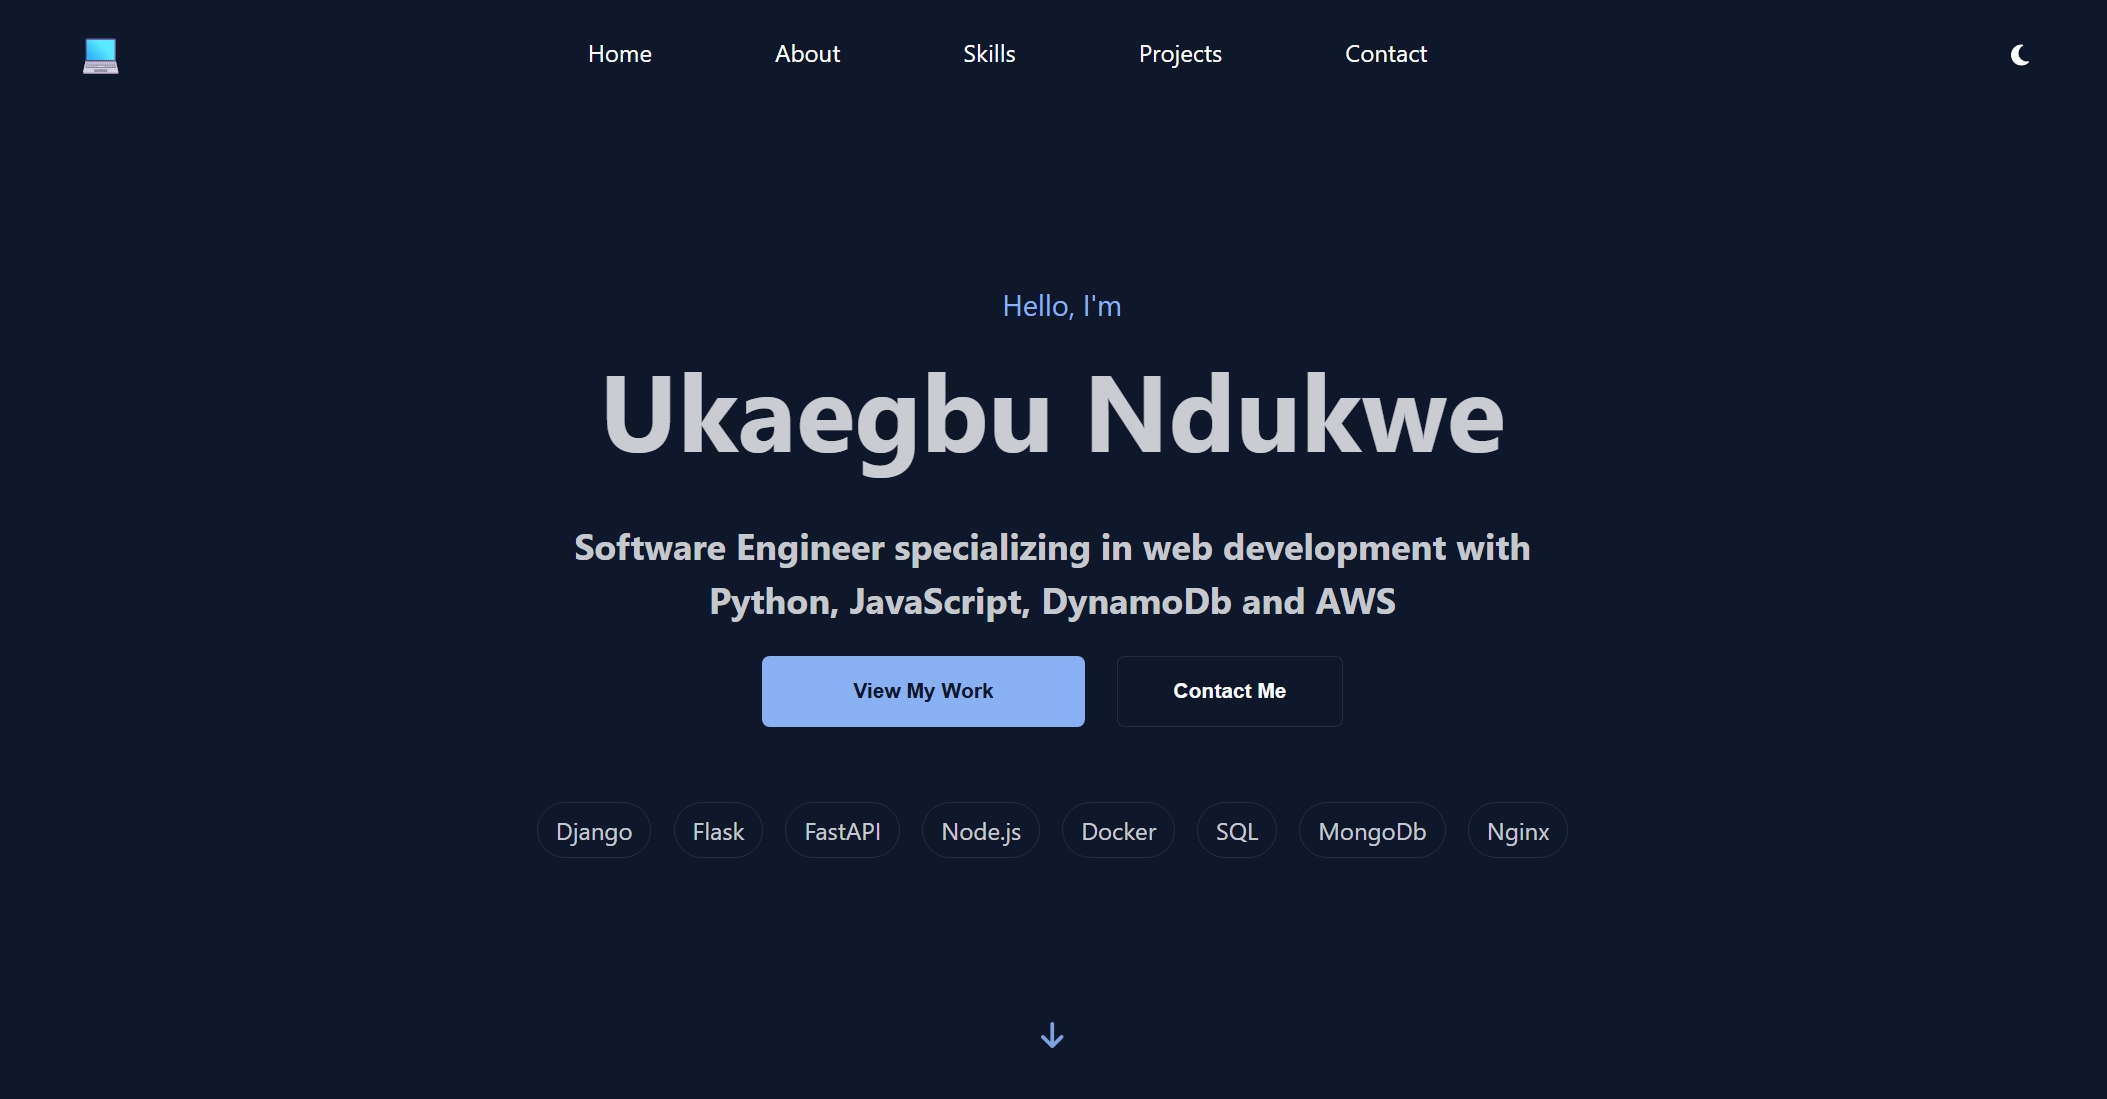 Home About Skills Projects Contact
Hello, I'm
Ukaegbu Ndukwe
Software Engineer specializing in web development with
Python, JavaScript, DynamoDb and AWS
View My Work Contact Me
Django Flask FastAPI Node.js Docker SQL MongoDb Nginx